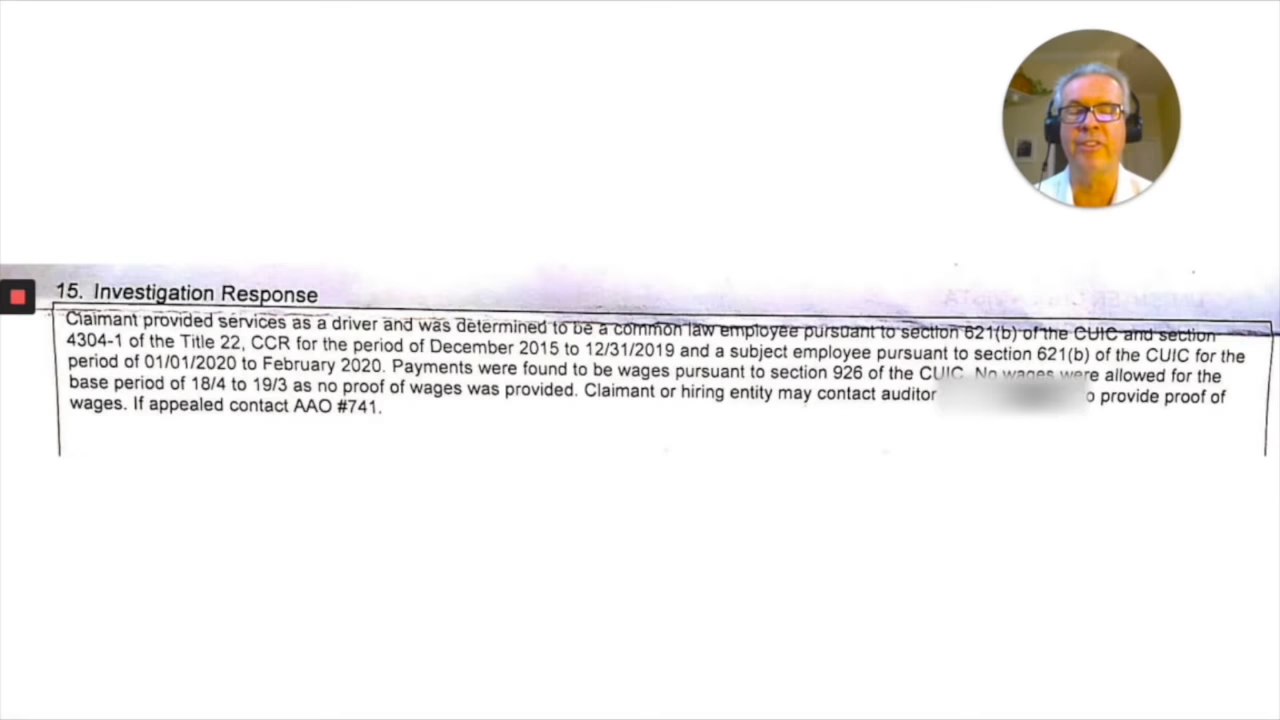 15. Investigation Response
Claimant provided services as a driver and was determined to be a common law employee pursuant to section 621(b) of the CUIC and section
4304-1 of the Title 22, CCR for the period of December 2015 to 12/31/2019 and a subject employee pursuant to section 621(b) of the CUIC for the
period of 01/01/2020 to February 2020. Payments were found to be wages pursuant to section 926 of the CUIC. No wages were allowed for the
base period of 18/4 to 19/3 as no proof of wages was provided. Claimant or hiring entity may contact auditor o provide proof of
wages. If appealed contact AAO #741.